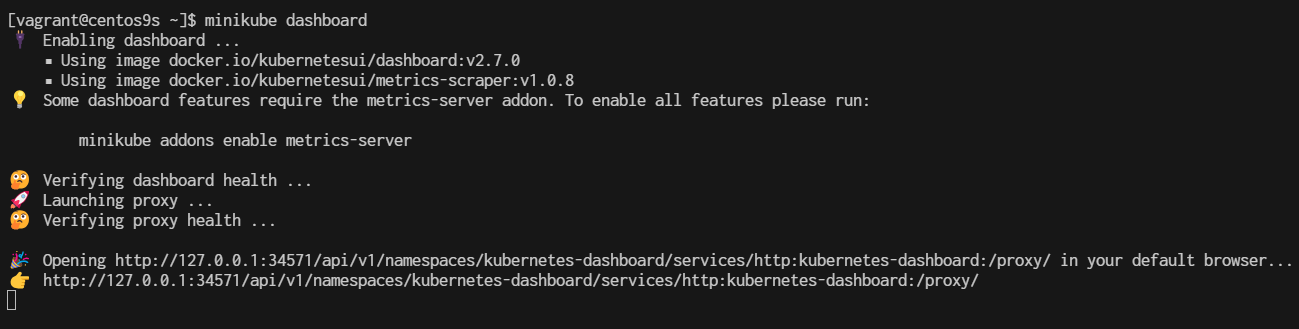 [vagrant@centos9s ~]$ minikube dashboard
🔌 Enabling dashboard ...
▪ Using image docker.io/kubernetesui/dashboard:v2.7.0
▪ Using image docker.io/kubernetesui/metrics-scraper:v1.0.8
💡 Some dashboard features require the metrics-server addon. To enable all features please run:
minikube addons enable metrics-server
🤔 Verifying dashboard health ...
🚀 Launching proxy ...
🤔 Verifying proxy health ...
🎉 Opening http://127.0.0.1:34571/api/v1/namespaces/kubernetes-dashboard/services/http:kubernetes-dashboard:/proxy/ in your default browser...
👉 http://127.0.0.1:34571/api/v1/namespaces/kubernetes-dashboard/services/http:kubernetes-dashboard:/proxy/